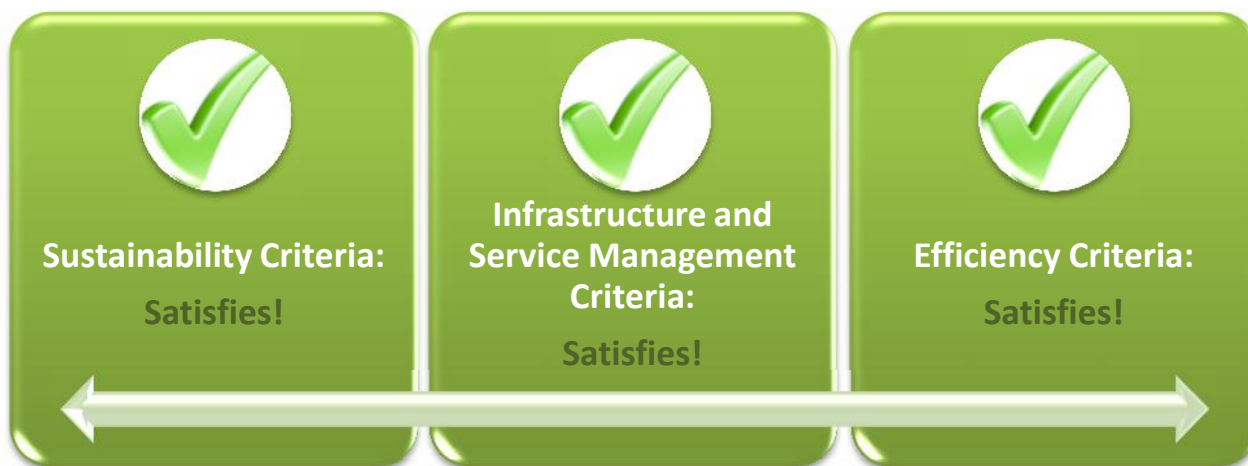 Sustainability Criteria:
Satisfies!
Infrastructure and
Service Management
Criteria:
Satisfies!
Efficiency Criteria:
Satisfies!